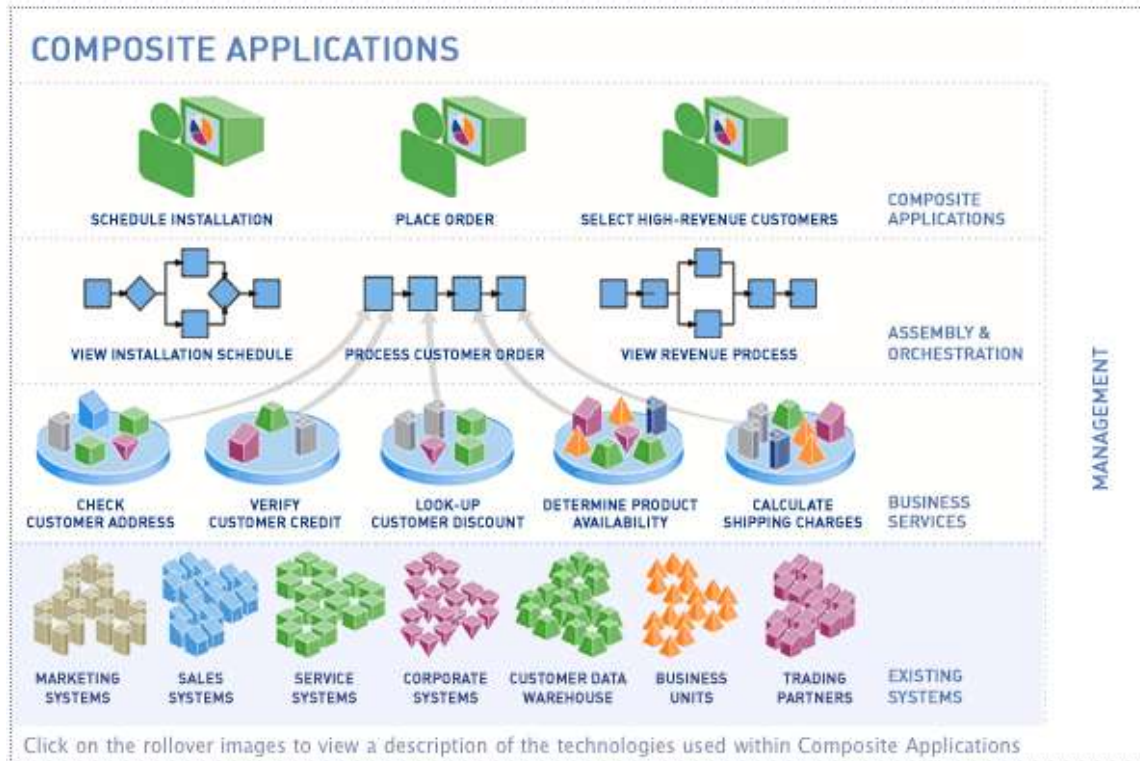 COMPOSITE APPLICATIONS
SCHEDULE INSTALLATION
PLACE ORDER
SELECT HIGH-REVENUE CUSTOMERS
COMPOSITE
APPLICATIONS
VIEW INSTALLATION SCHEDULE
PROCESS CUSTOMER ORDER
VIEW REVENUE PROCESS
ASSEMBLY &
ORCHESTRATION
CHECK
CUSTOMER ADDRESS
VERIFY
CUSTOMER CREDIT
LOOK-UP
CUSTOMER DISCOUNT
DETERMINE PRODUCT
AVAILABILITY
CALCULATE
SHIPPING CHARGES
BUSINESS
SERVICES
MARKETING
SYSTEMS
SALES
SYSTEMS
SERVICE
SYSTEMS
CORPORATE
SYSTEMS
CUSTOMER DATA
WAREHOUSE
BUSINESS
UNITS
TRADING
PARTNERS
EXISTING
SYSTEMS
MANAGEMENT
Click on the rollover images to view a description of the technologies used within Composite Applications